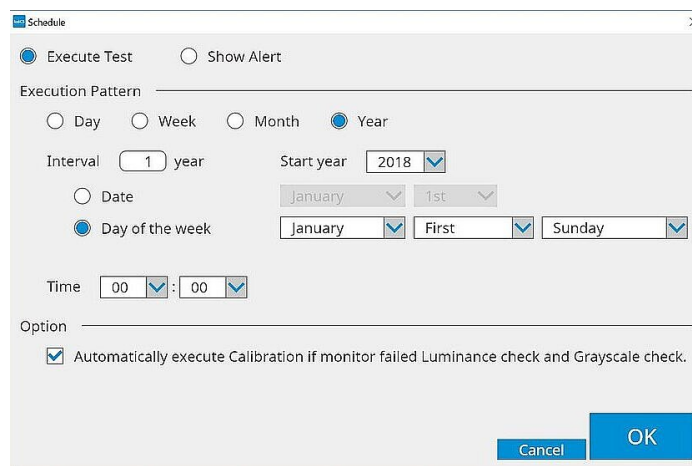 Schedule
Execute Test Show Alert
Execution Pattern
Day Week Month Year
Interval 1 year Start year 2018
Date January 1st
Day of the week January First Sunday
Time 00 : 00
Option
Automatically execute Calibration if monitor failed Luminance check and Grayscale check.
OK
Cancel